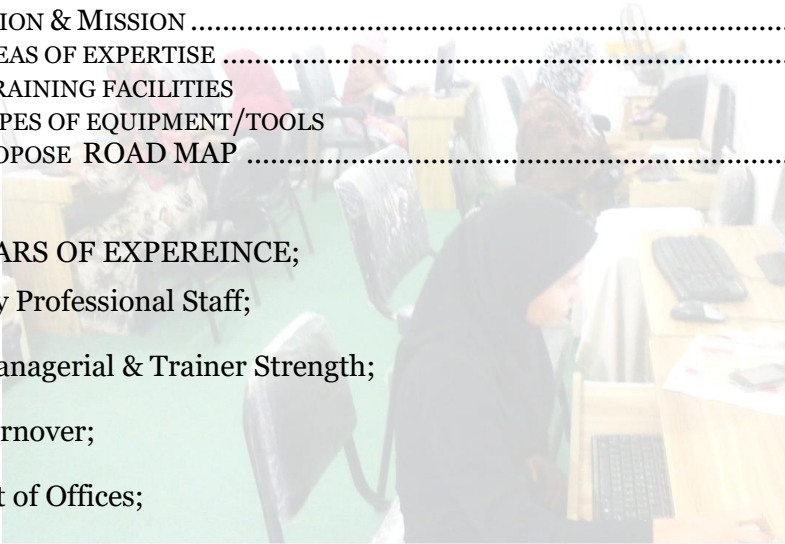 ION & MISSION ........................................................................................
EAS OF EXPERTISE ..................................................................................
RAINING FACILITIES
PES OF EQUIPMENT/TOOLS
OPOSE ROAD MAP ..............................................................................
ARS OF EXPEREINCE;
y Professional Staff;
anagerial & Trainer Strength;
rnover;
t of Offices;